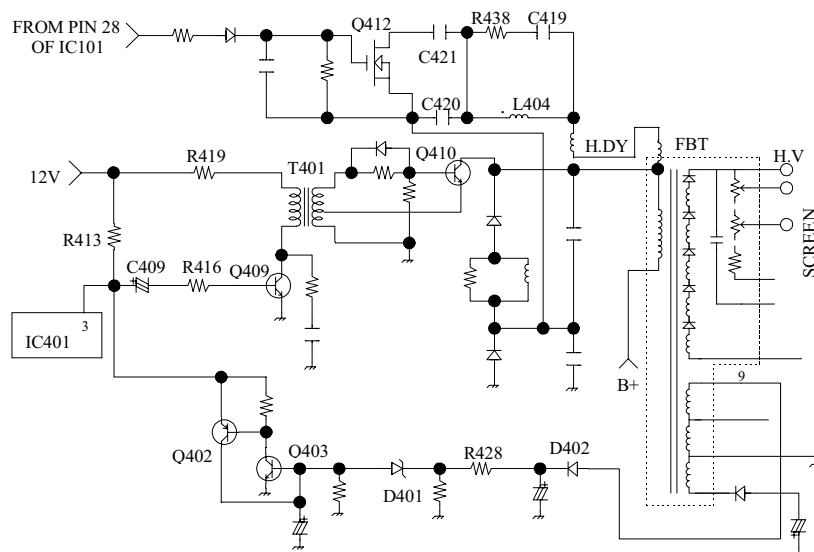 FROM PIN 28
OF IC101
Q412
C421
R438
C419
C420
L404
H.DY
FBT
H.V
12V
R419
T401
Q410
R413
C409
R416
Q409
SCREEN
3
IC401
B+
9
Q402
Q403
D401
R428
D402